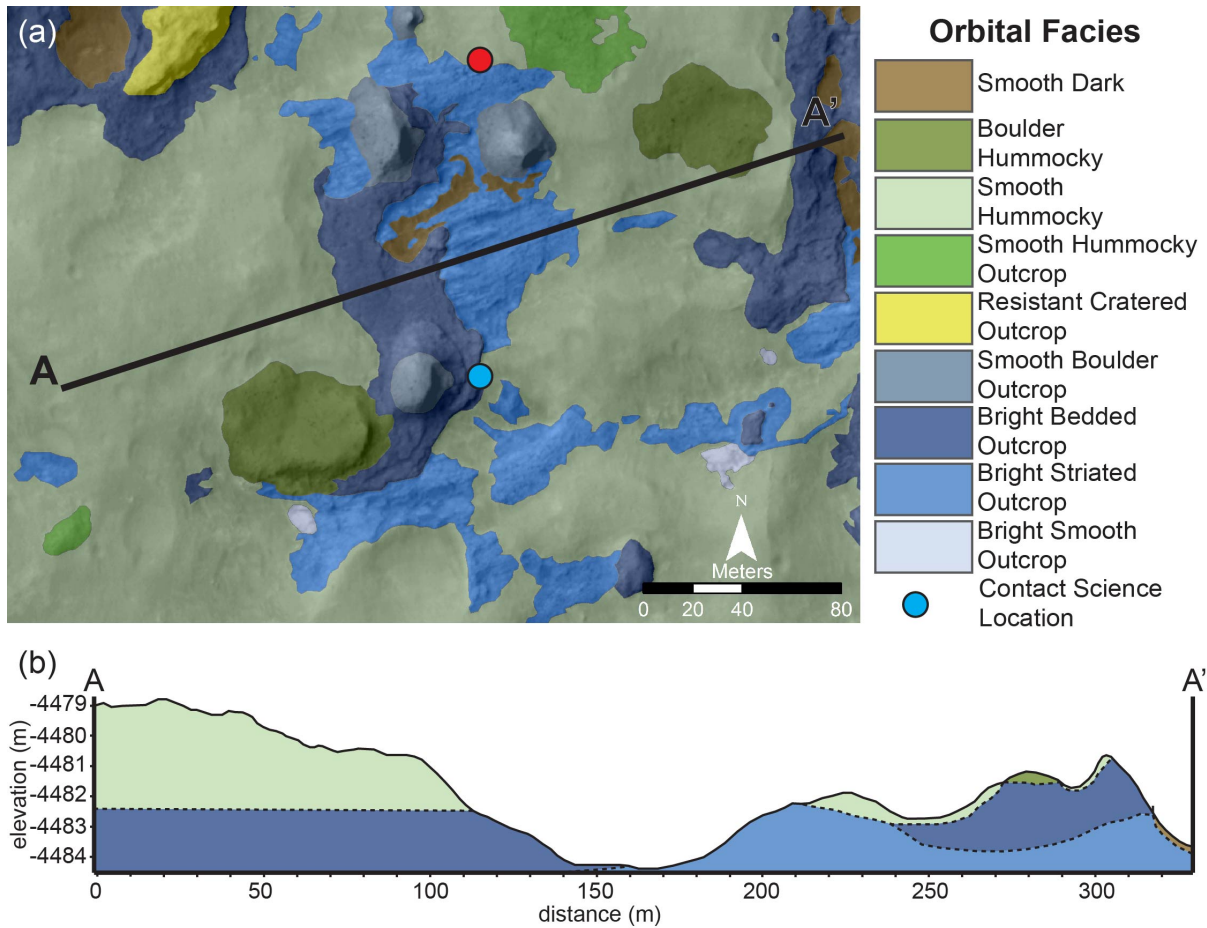 (a)
A
A'
N
Meters
0 20 40 80
Orbital Facies
Smooth Dark
Boulder
Hummocky
Smooth
Hummocky
Smooth Hummocky
Outcrop
Resistant Cratered
Outcrop
Smooth Boulder
Outcrop
Bright Bedded
Outcrop
Bright Striated
Outcrop
Bright Smooth
Outcrop
Contact Science
Location
(b)
A
A'
elevation (m)
-4479
-4480
-4481
-4482
-4483
-4484
0 50 100 150 200 250 300
distance (m)